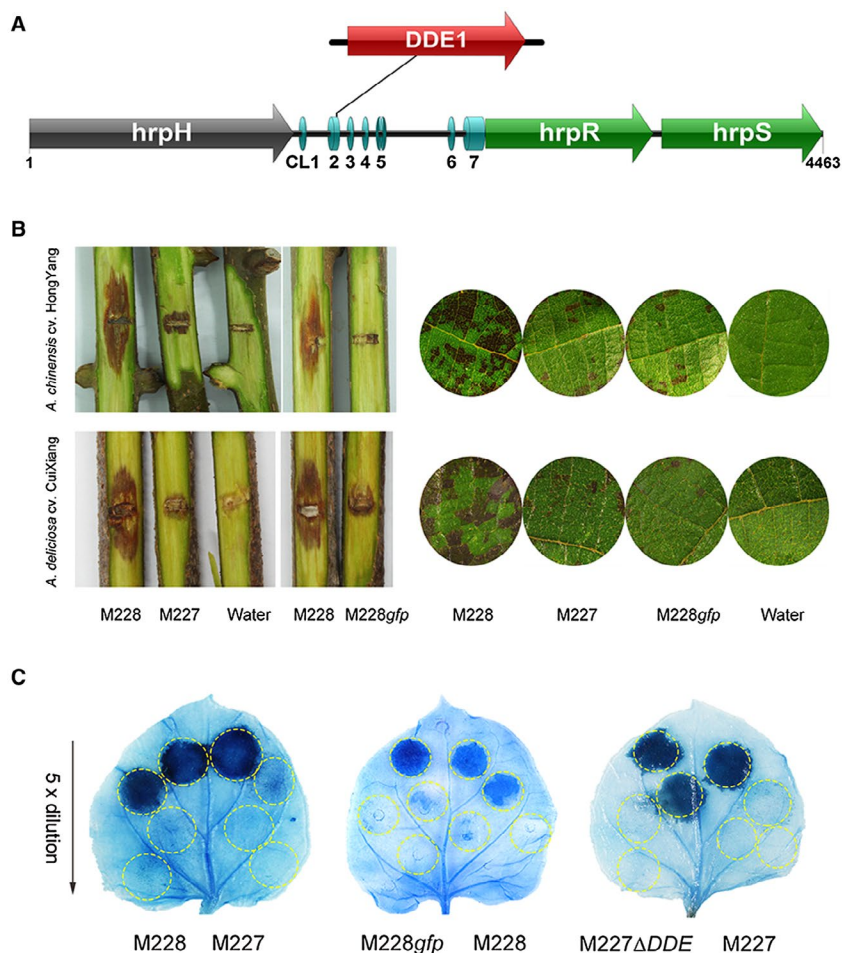 A
DDE1
hrpH
hrpR
hrpS
1
CL1 2 3 4 5 6 7
4463
B
A. chinensis cv. HongYang
A. deliciosa cv. CuiXiang
M228 M227 Water M228 M228gfp M228 M227 M228gfp Water
C
5 x dilution
M228 M227 M228gfp M228 M227ΔDDE M227